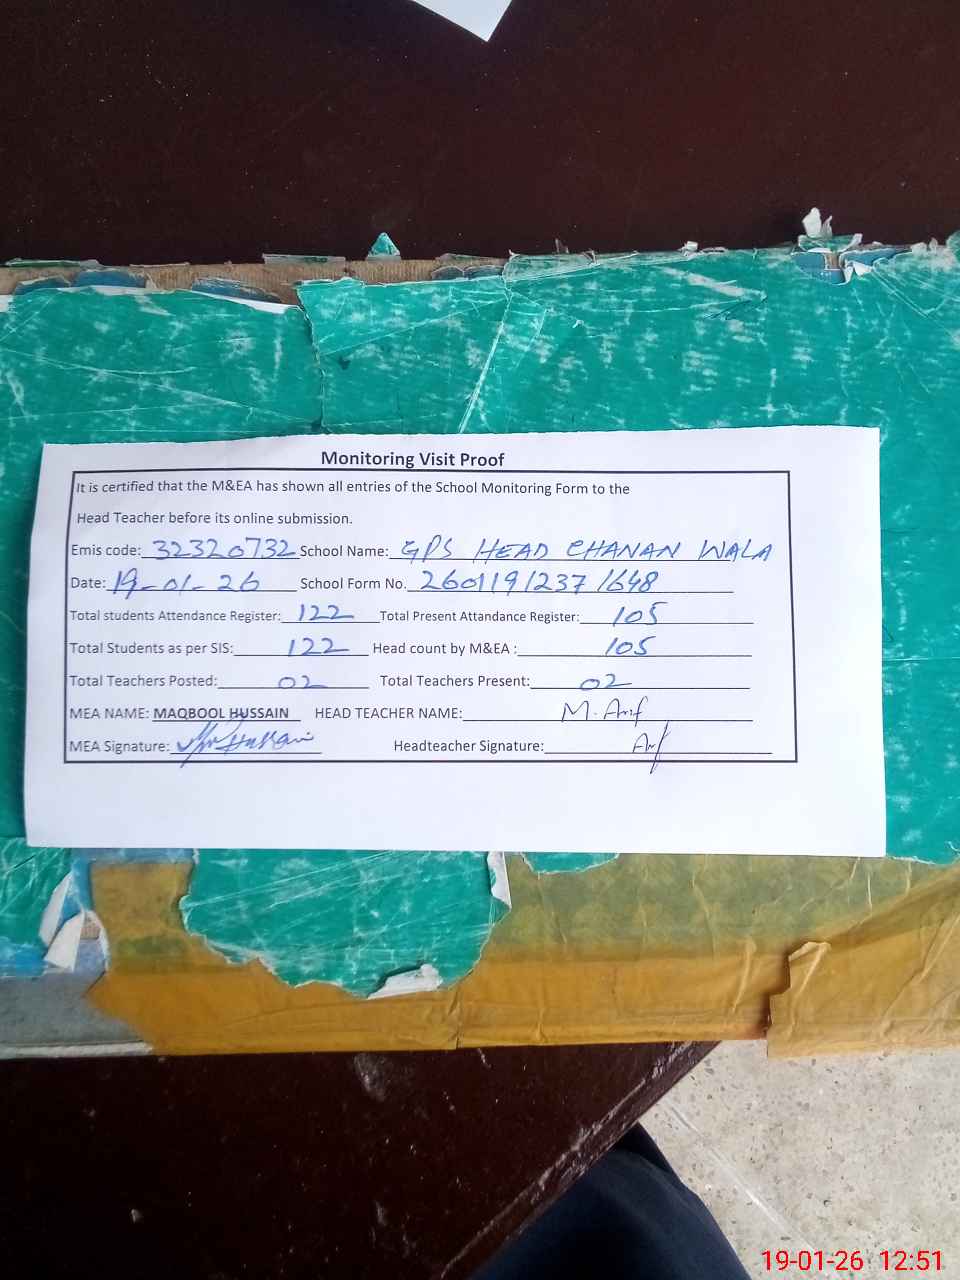 Monitoring Visit Proof
It is certified that the M&EA has shown all entries of the School Monitoring Form to the
Head Teacher before its online submission.
Emis code: 32320732 School Name: GPS HEAD CHANAN WALA
Date: 19-01-26 School Form No. 260119/237/1648
Total students Attendance Register: 122 Total Present Attandance Register: 105
Total Students as per SIS: 122 Head count by M&EA : 105
Total Teachers Posted: 02 Total Teachers Present: 02
MEA NAME: MAQBOOL HUSSAIN HEAD TEACHER NAME: M. Arif
MEA Signature: Headteacher Signature:
19-01-26 12:51